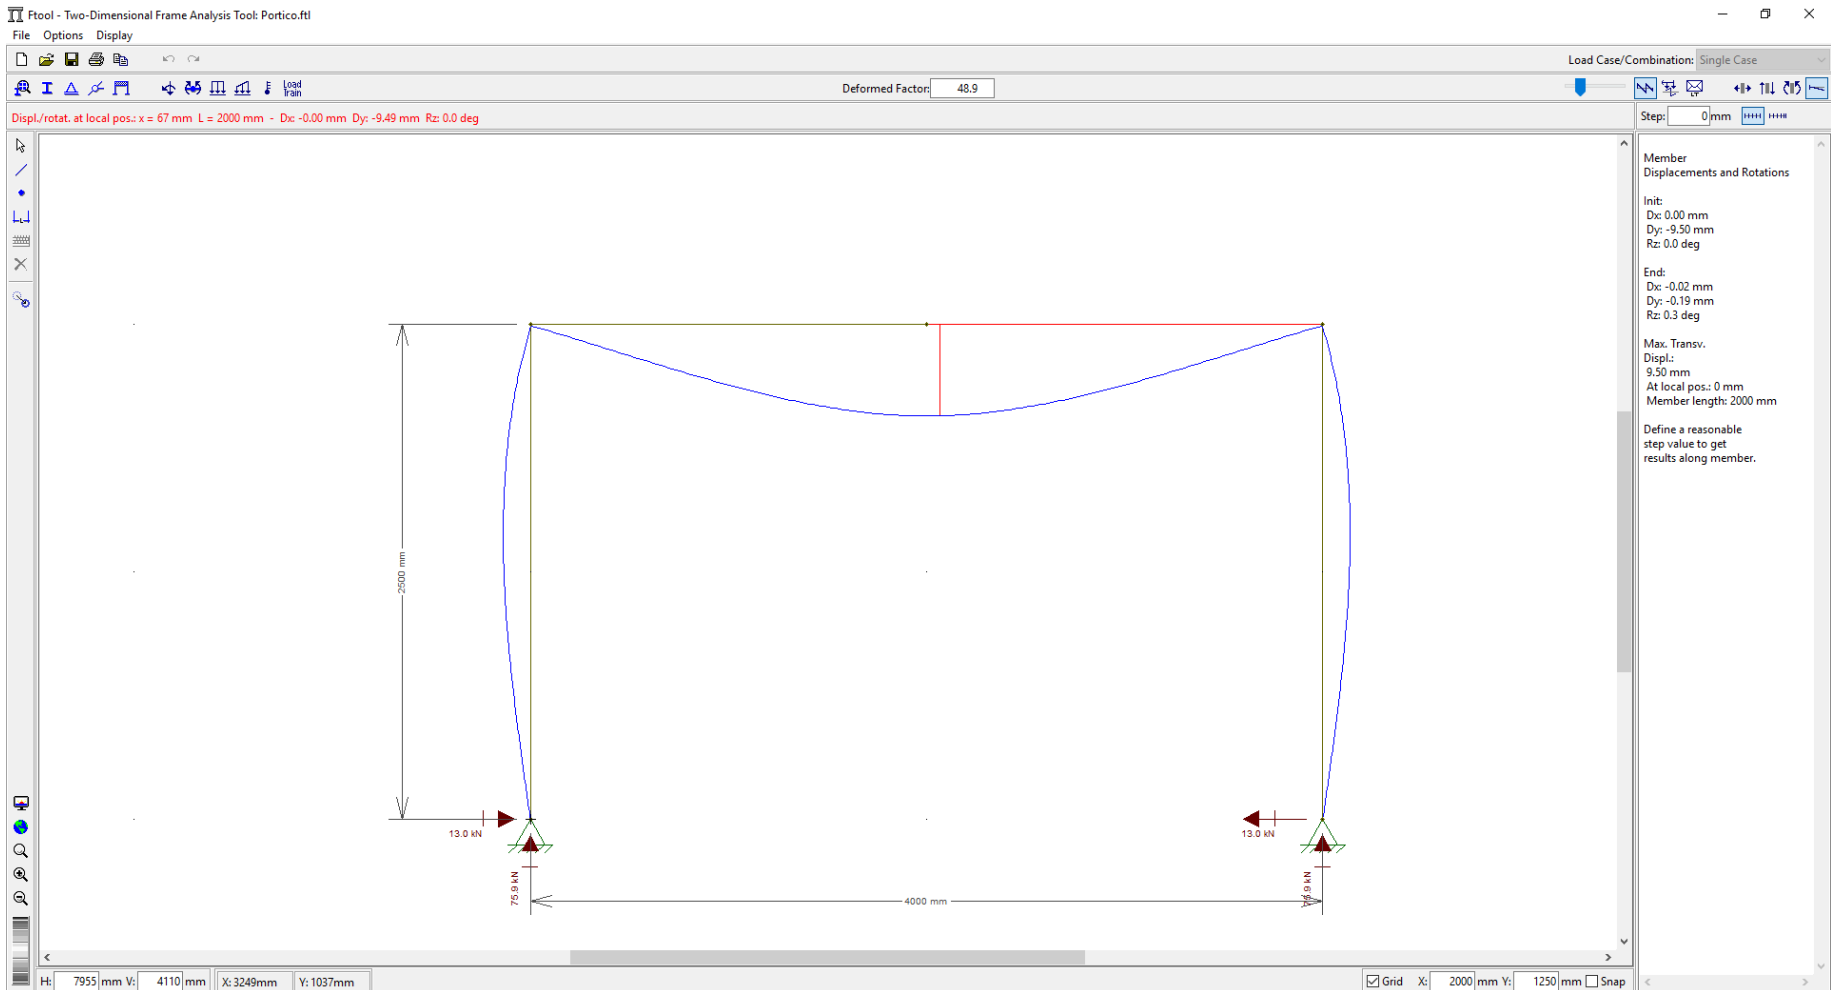 Ftool - Two-Dimensional Frame Analysis Tool: Portico.ftl
File Options Display
Load Case/Combination: Single Case
Load
Train
Deformed Factor: 48.9
Displ./rotat. at local pos.: x = 67 mm L = 2000 mm - Dx: -0.00 mm Dy: -9.49 mm Rz: 0.0 deg
Step: 0 mm
Member
Displacements and Rotations
Init:
Dx: 0.00 mm
Dy: -9.50 mm
Rz: 0.0 deg
End:
Dx: -0.02 mm
Dy: -0.19 mm
Rz: 0.3 deg
Max. Transv.
Displ.:
9.50 mm
At local pos.: 0 mm
Member length: 2000 mm
Define a reasonable
step value to get
results along member.
2500 mm
13.0 kN
13.0 kN
75.9 kN
75.9 kN
4000 mm
H: 7955 mm V: 4110 mm X: 3249mm Y: 1037mm
Grid X: 2000 mm Y: 1250 mm Snap